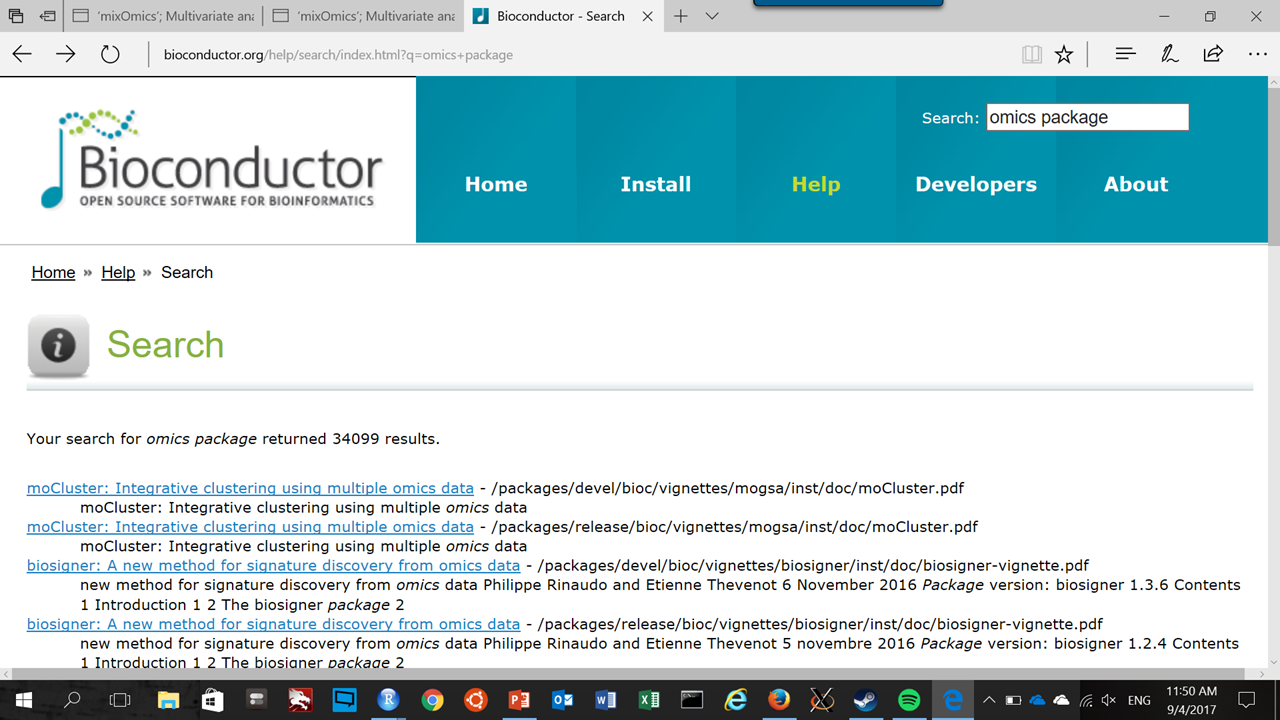 'mixOmics'; Multivariate ana
'mixOmics'; Multivariate ana
Bioconductor - Search
bioconductor.org/help/search/index.html?q=omics+package
Bioconductor
OPEN SOURCE SOFTWARE FOR BIOINFORMATICS
Search: omics package
Home Install Help Developers About
Home » Help » Search
Search
Your search for omics package returned 34099 results.
moCluster: Integrative clustering using multiple omics data - /packages/devel/bioc/vignettes/mogsa/inst/doc/moCluster.pdf
moCluster: Integrative clustering using multiple omics data
moCluster: Integrative clustering using multiple omics data - /packages/release/bioc/vignettes/mogsa/inst/doc/moCluster.pdf
moCluster: Integrative clustering using multiple omics data
biosigner: A new method for signature discovery from omics data - /packages/devel/bioc/vignettes/biosigner/inst/doc/biosigner-vignette.pdf
new method for signature discovery from omics data Philippe Rinaudo and Etienne Thevenot 6 November 2016 Package version: biosigner 1.3.6 Contents
1 Introduction 1 2 The biosigner package 2
biosigner: A new method for signature discovery from omics data - /packages/release/bioc/vignettes/biosigner/inst/doc/biosigner-vignette.pdf
new method for signature discovery from omics data Philippe Rinaudo and Etienne Thevenot 5 novembre 2016 Package version: biosigner 1.2.4 Contents
1 Introduction 1 2 The biosigner package 2
ENG
11:50 AM
9/4/2017